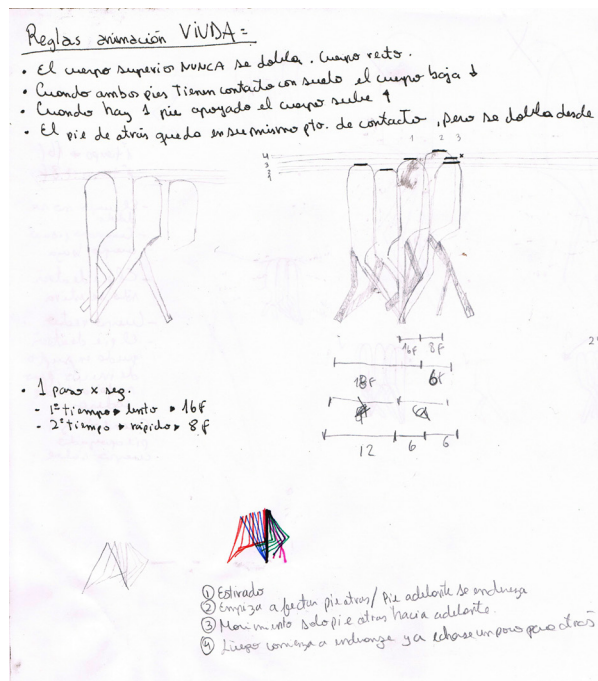 Reglas animación VIUDA =
• El cuerpo superior NUNCA se dobla. Cuerpo recto.
• Cuando ambos pies tienen contacto con suelo el cuerpo baja ↓
• Cuando hay 1 pie apoyado el cuerpo sube ↑
• El pie de atrás queda en su mismo pto. de contacto, pero se dobla desde
1 2 3
4
3
2
1
16f 8f
18f 6f
12 6 6
• 1 paso x seg.
- 1º tiempo ▸ lento ▸ 16f
- 2º tiempo ▸ rápido ▸ 8f
① Estirado
② Empieza a flectar pie atras / Pie adelante se endereza
③ Movimiento solo pie atras hacia adelante.
④ Cuerpo comienza a enderezarse y a echarse un poco para atrás